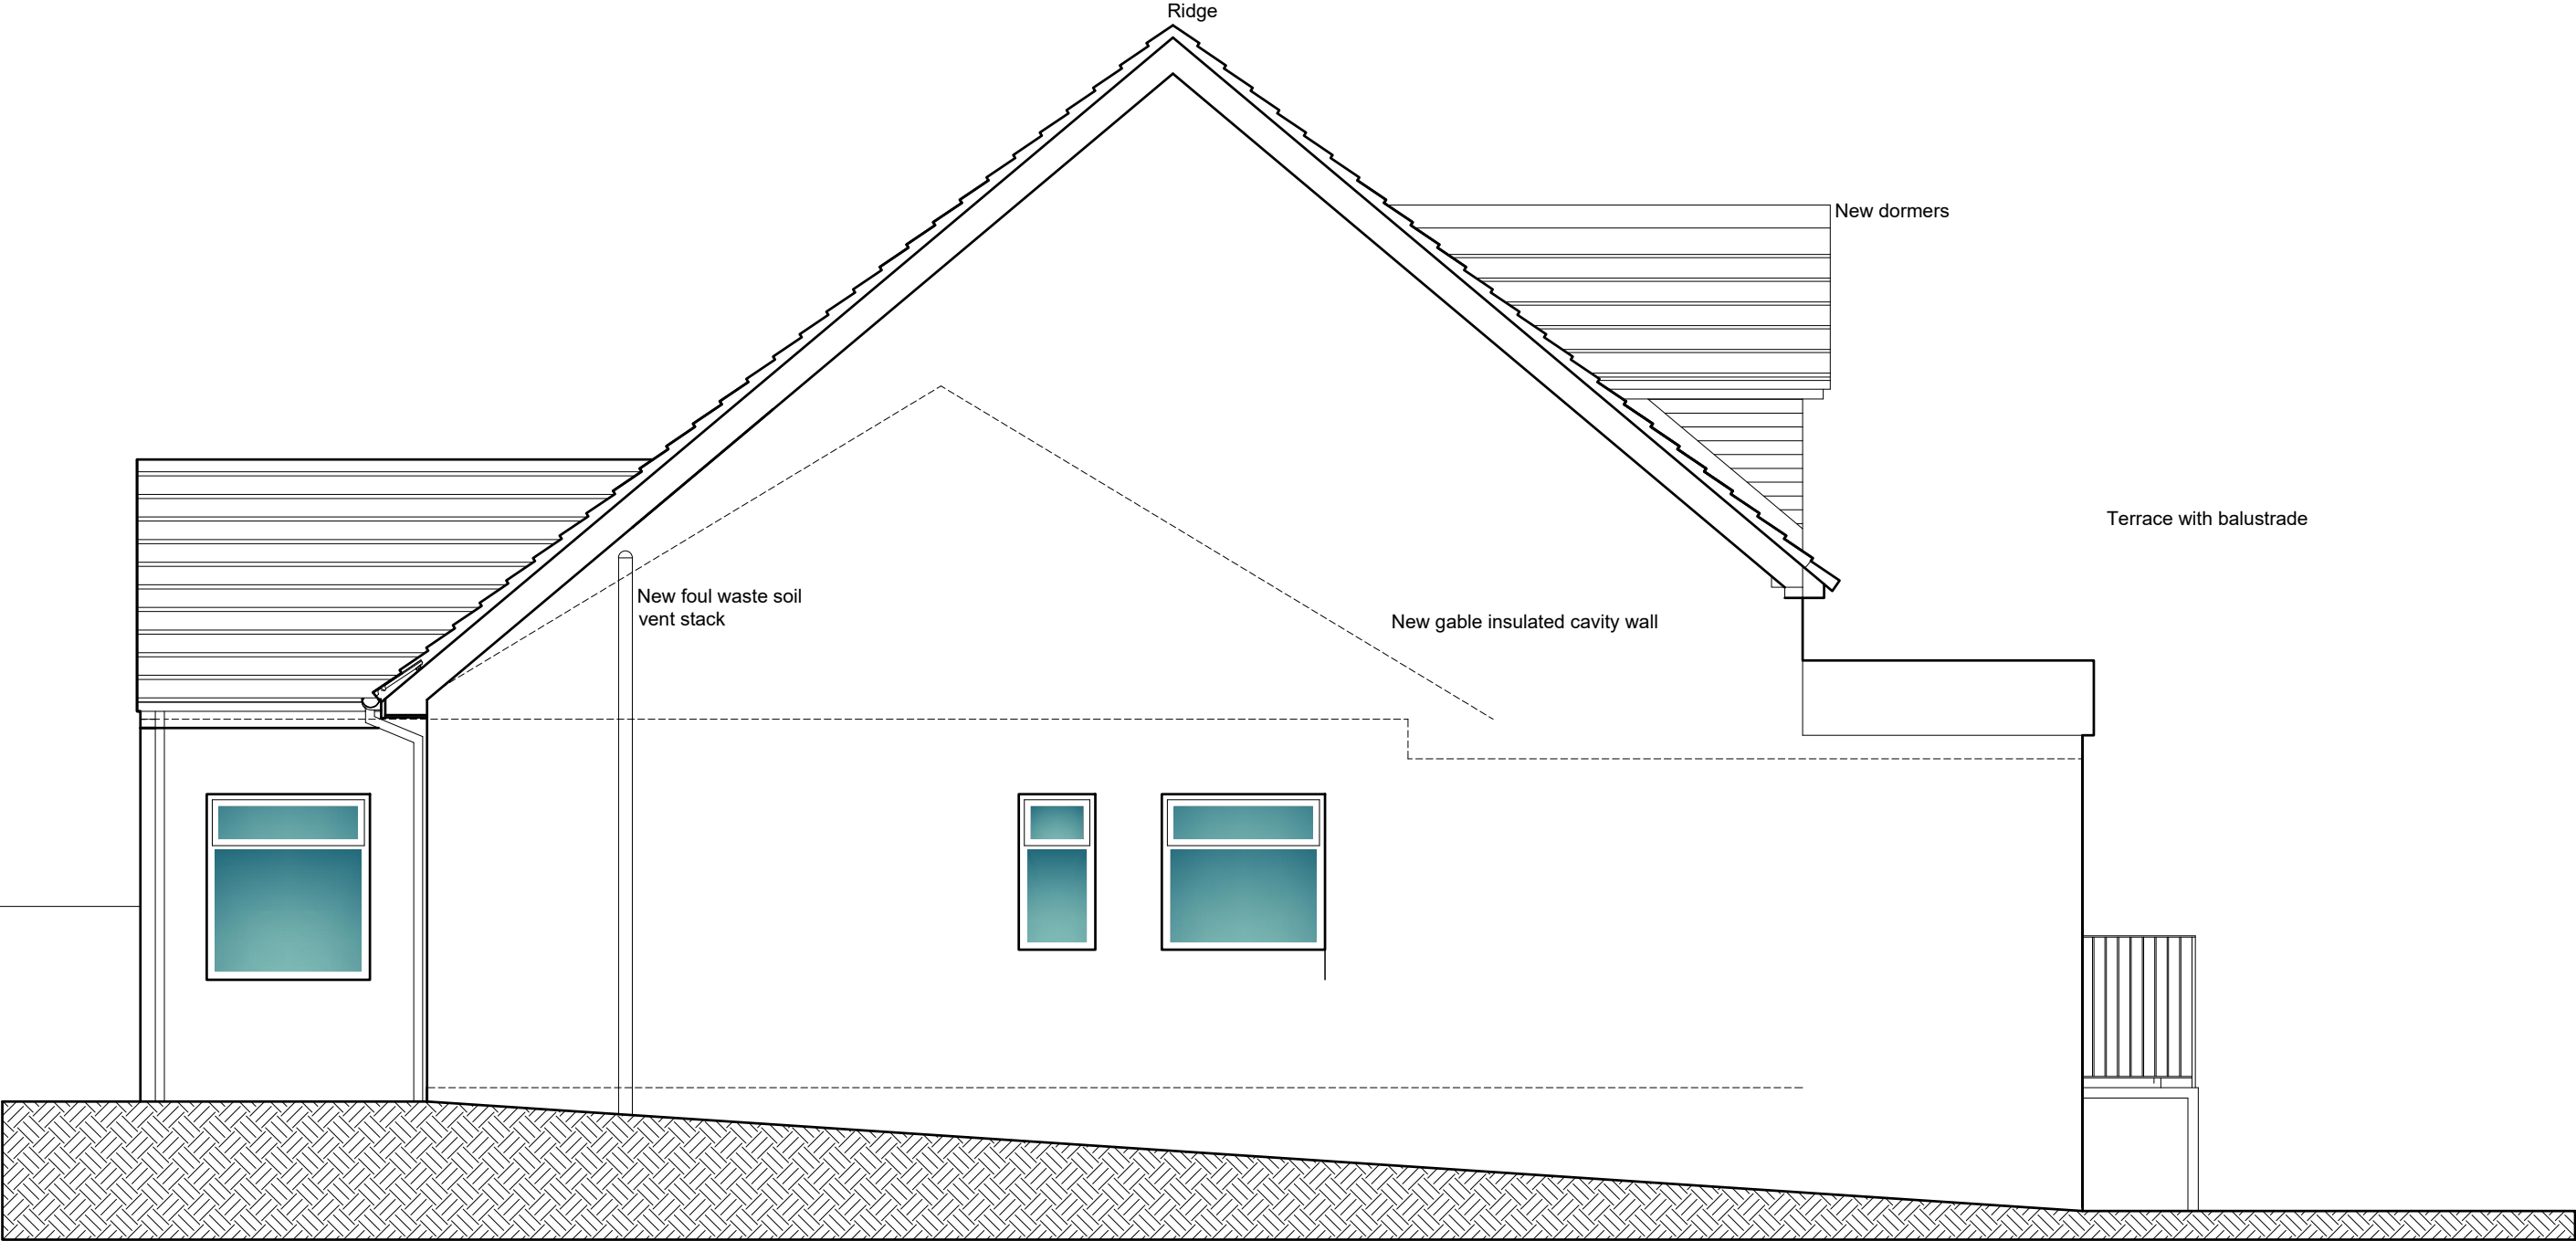 Ridge
New dormers
Terrace with balustrade
New foul waste soil
vent stack
New gable insulated cavity wall